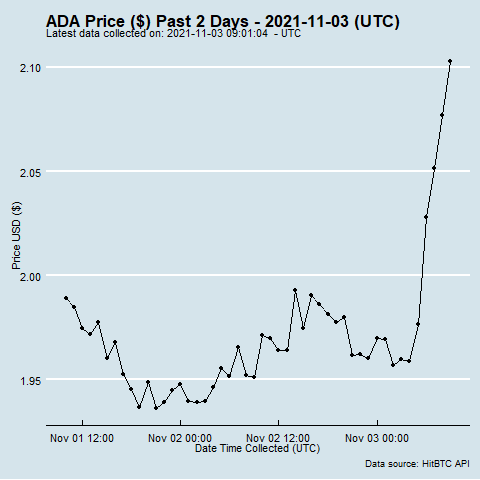 ADA Price ($) Past 2 Days - 2021-11-03 (UTC)
Latest data collected on: 2021-11-03 09:01:04 - UTC
2.10
2.05
2.00
1.95
Price USD ($)
Nov 01 12:00 Nov 02 00:00 Nov 02 12:00 Nov 03 00:00
Date Time Collected (UTC)
Data source: HitBTC API